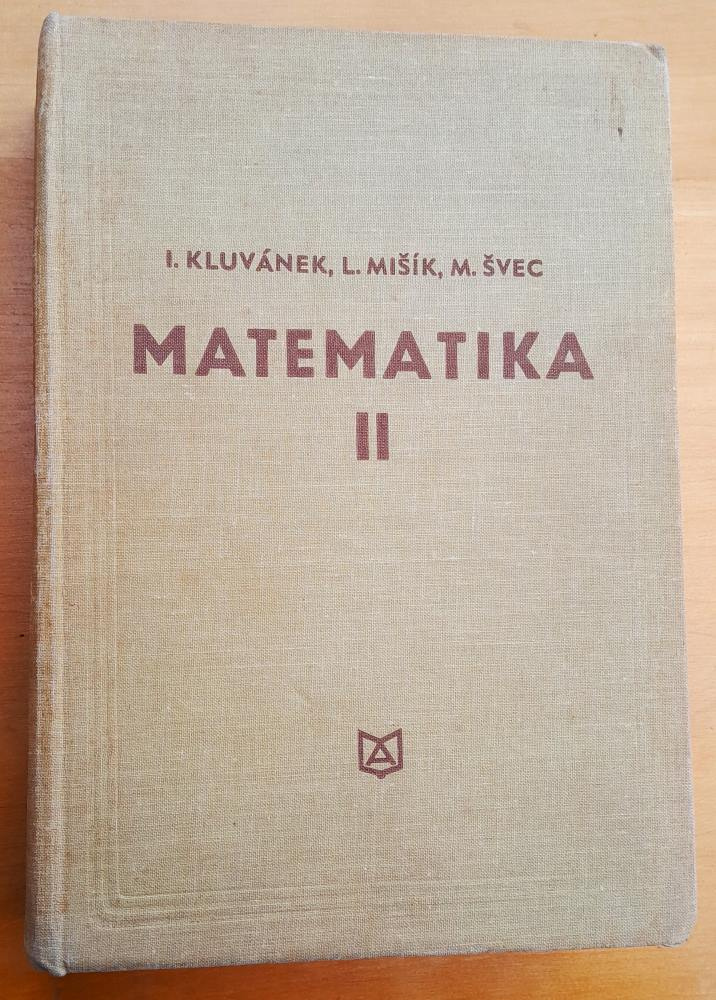 I. KLUVÁNEK, L. MIŠÍK, M. ŠVEC
MATEMATIKA
II